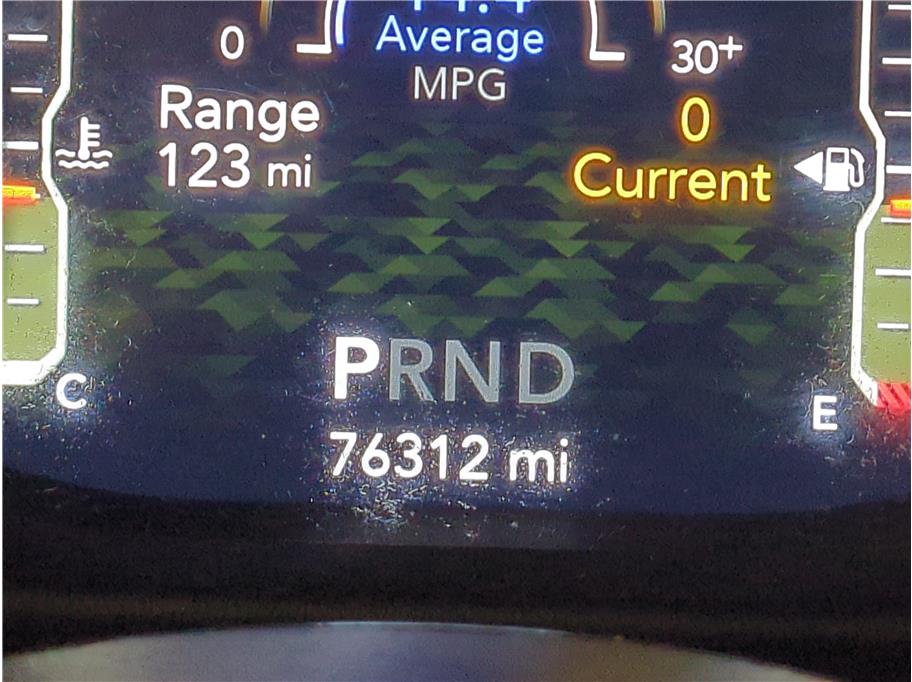 Average
MPG
0
30+
Range
123 mi
0
Current
PRND
76312 mi
C
E